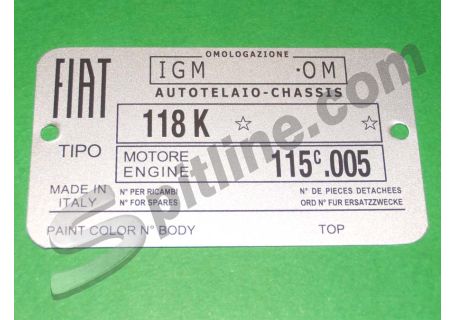 OMOLOGAZIONE
FIAT
IGM ·OM
AUTOTELAIO-CHASSIS
118 K ☆ ☆
TIPO
MOTORE
ENGINE
115c.005
MADE IN
ITALY
N° PER RICAMBI
N° FOR SPARES
N° DE PIECES DETACHEES
ORD N° FUR ERSATZZWECKE
PAINT COLOR N° BODY TOP
Spitline.com